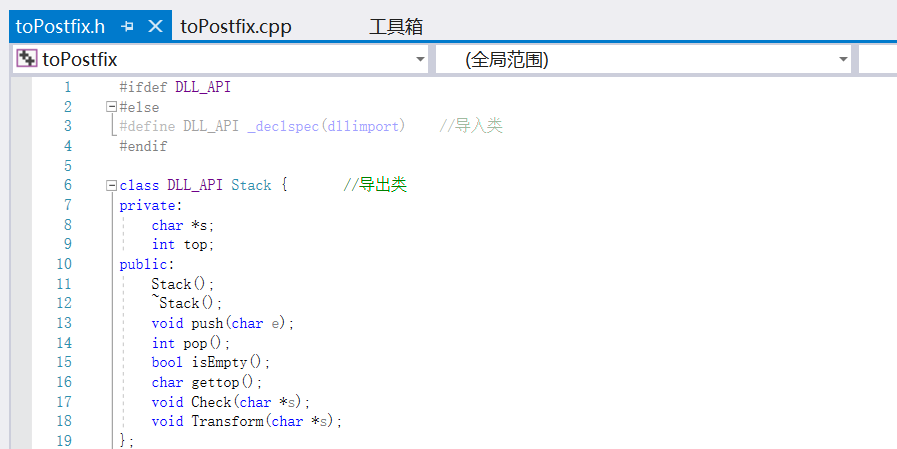 toPostfix.h toPostfix.cpp 工具箱
toPostfix (全局范围)
1 #ifdef DLL_API
2 #else
3 #define DLL_API _declspec(dllimport) //导入类
4 #endif
5
6 class DLL_API Stack { //导出类
7 private:
8 char *s;
9 int top;
10 public:
11 Stack();
12 ~Stack();
13 void push(char e);
14 int pop();
15 bool isEmpty();
16 char gettop();
17 void Check(char *s);
18 void Transform(char *s);
19 };